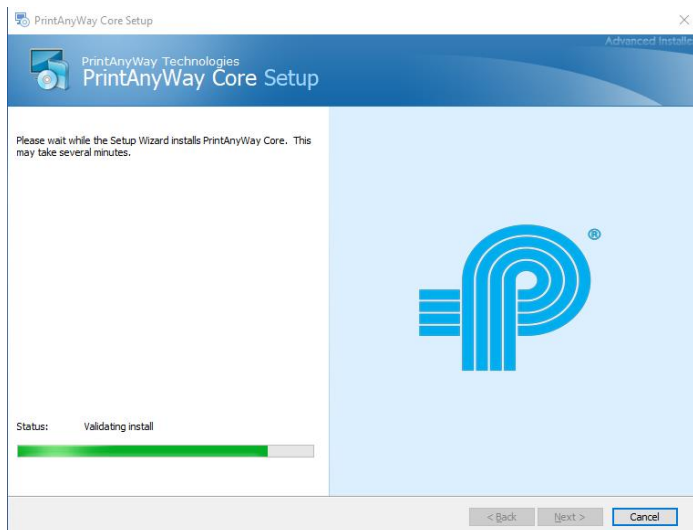 PrintAnyWay Core Setup
Advanced Installe
PrintAnyWay Technologies
PrintAnyWay Core Setup
Please wait while the Setup Wizard installs PrintAnyWay Core. This
may take several minutes.
®
Status: Validating install
< Back Next > Cancel